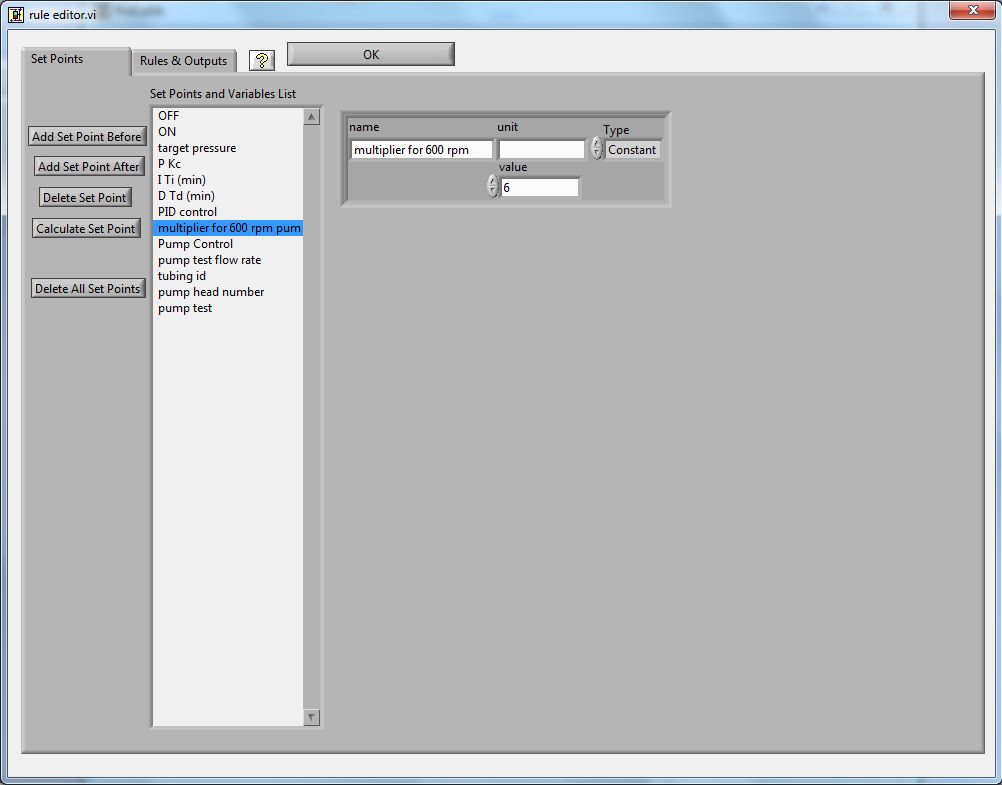 rule editor.vi
Set Points
Rules & Outputs
?
OK
Set Points and Variables List
Add Set Point Before
Add Set Point After
Delete Set Point
Calculate Set Point
Delete All Set Points
OFF
ON
target pressure
P Kc
I Ti (min)
D Td (min)
PID control
multiplier for 600 rpm pum
Pump Control
pump test flow rate
tubing id
pump head number
pump test
name
unit
Type
multiplier for 600 rpm
Constant
value
6